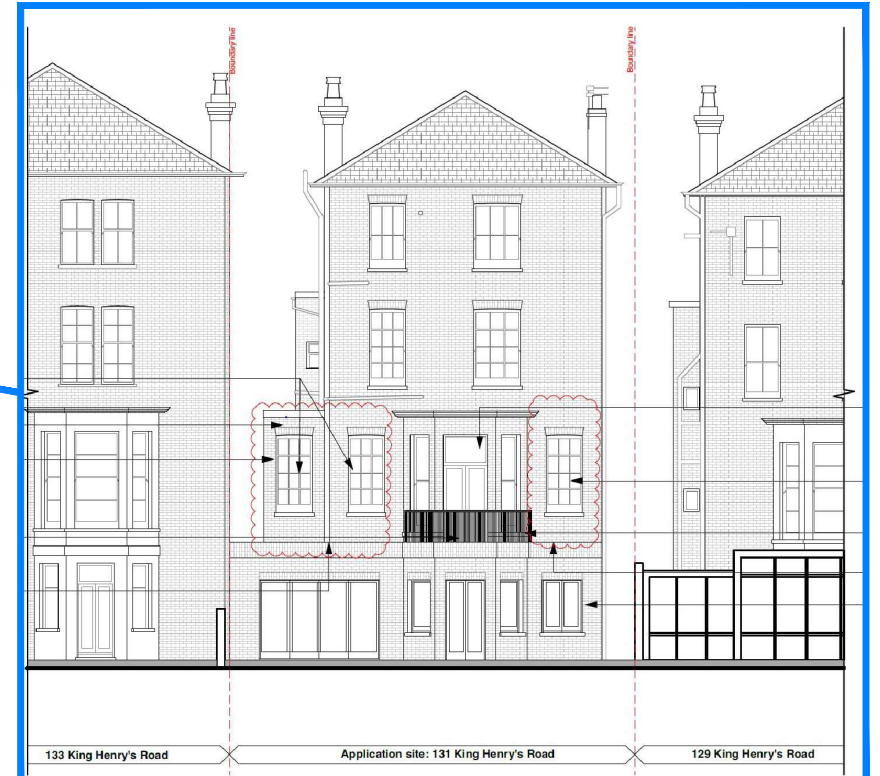 Boundary line
Boundary line
133 King Henry's Road
Application site: 131 King Henry's Road
129 King Henry's Road